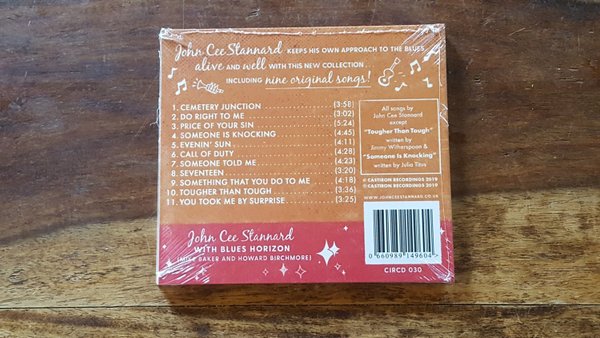 John Cee Stannard KEEPS HIS OWN APPROACH TO THE BLUES
alive AND well WITH THIS NEW COLLECTION
INCLUDING nine original songs!
1. CEMETERY JUNCTION (3:58)
2. DO RIGHT TO ME (3:02)
3. PRICE OF YOUR SIN (5:24)
4. SOMEONE IS KNOCKING (4:45)
5. EVENIN' SUN (4:11)
6. CALL OF DUTY (4:28)
7. SOMEONE TOLD ME (4:23)
8. SEVENTEEN (3:20)
9. SOMETHING THAT YOU DO TO ME (4:18)
10. TOUGHER THAN TOUGH (3:36)
11. YOU TOOK ME BY SURPRISE (3:25)
All songs by
John Cee Stannard
except
"Tougher Than Tough"
written by
Jimmy Witherspoon &
"Someone Is Knocking"
written by Julia Titus
℗ CASTIRON RECORDINGS 2019
© CASTIRON RECORDINGS 2019
WWW.JOHNCEESTANNARD.CO.UK
John Cee Stannard
WITH BLUES HORIZON
(MIKE BAKER AND HOWARD BIRCHMORE)
0 660989 149604 >
CIRCD 030